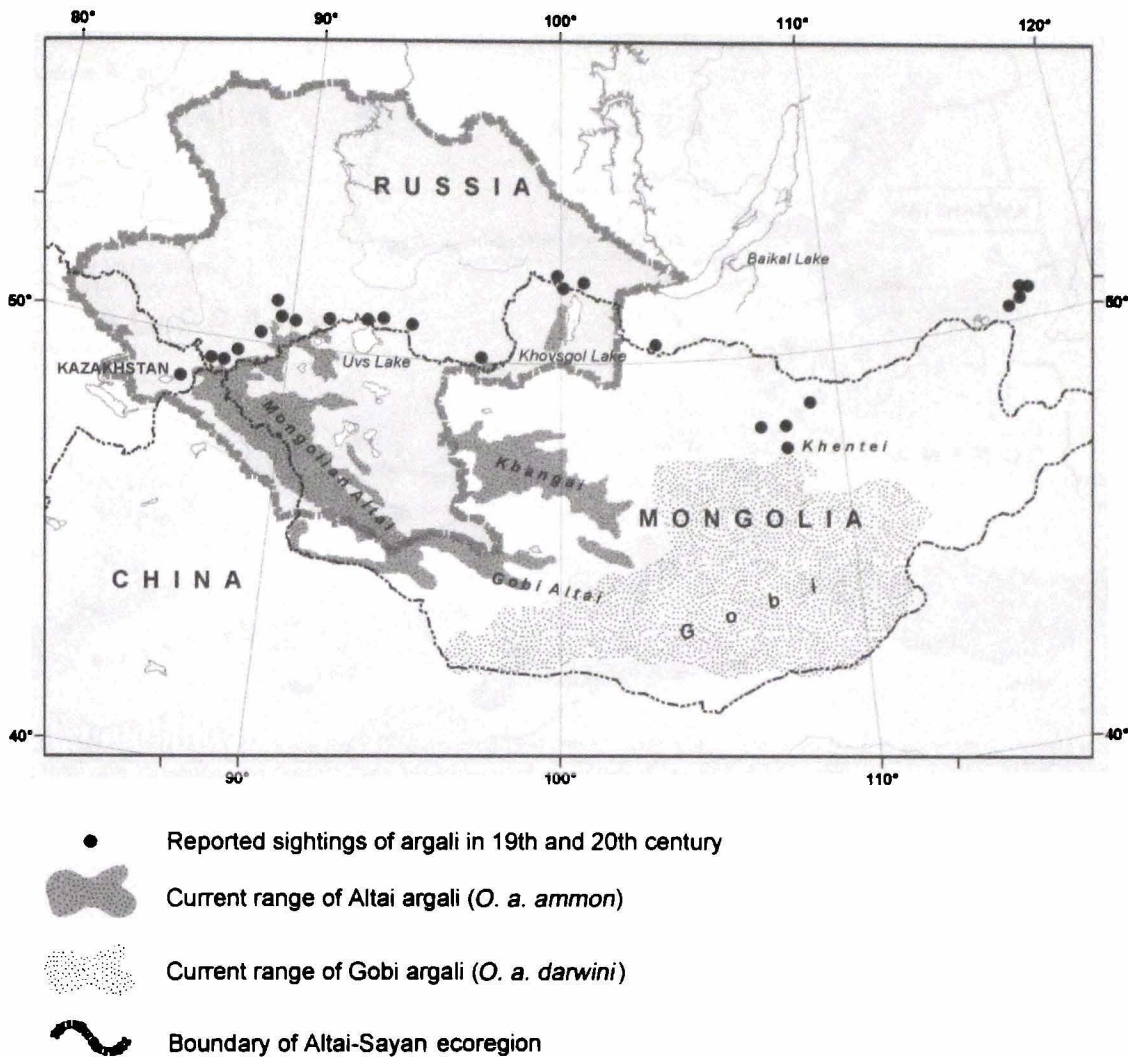 80° 90° 100° 110° 120°
RUSSIA
Baikal Lake
50° 50°
KAZAKHSTAN
Uvs Lake
Khovsgol Lake
Mongolian Altai
Khangai
Khentei
MONGOLIA
CHINA
Gobi Altai
Gobi
40° 40°
90° 100° 110°
Reported sightings of argali in 19th and 20th century
Current range of Altai argali (O. a. ammon)
Current range of Gobi argali (O. a. darwini)
Boundary of Altai-Sayan ecoregion